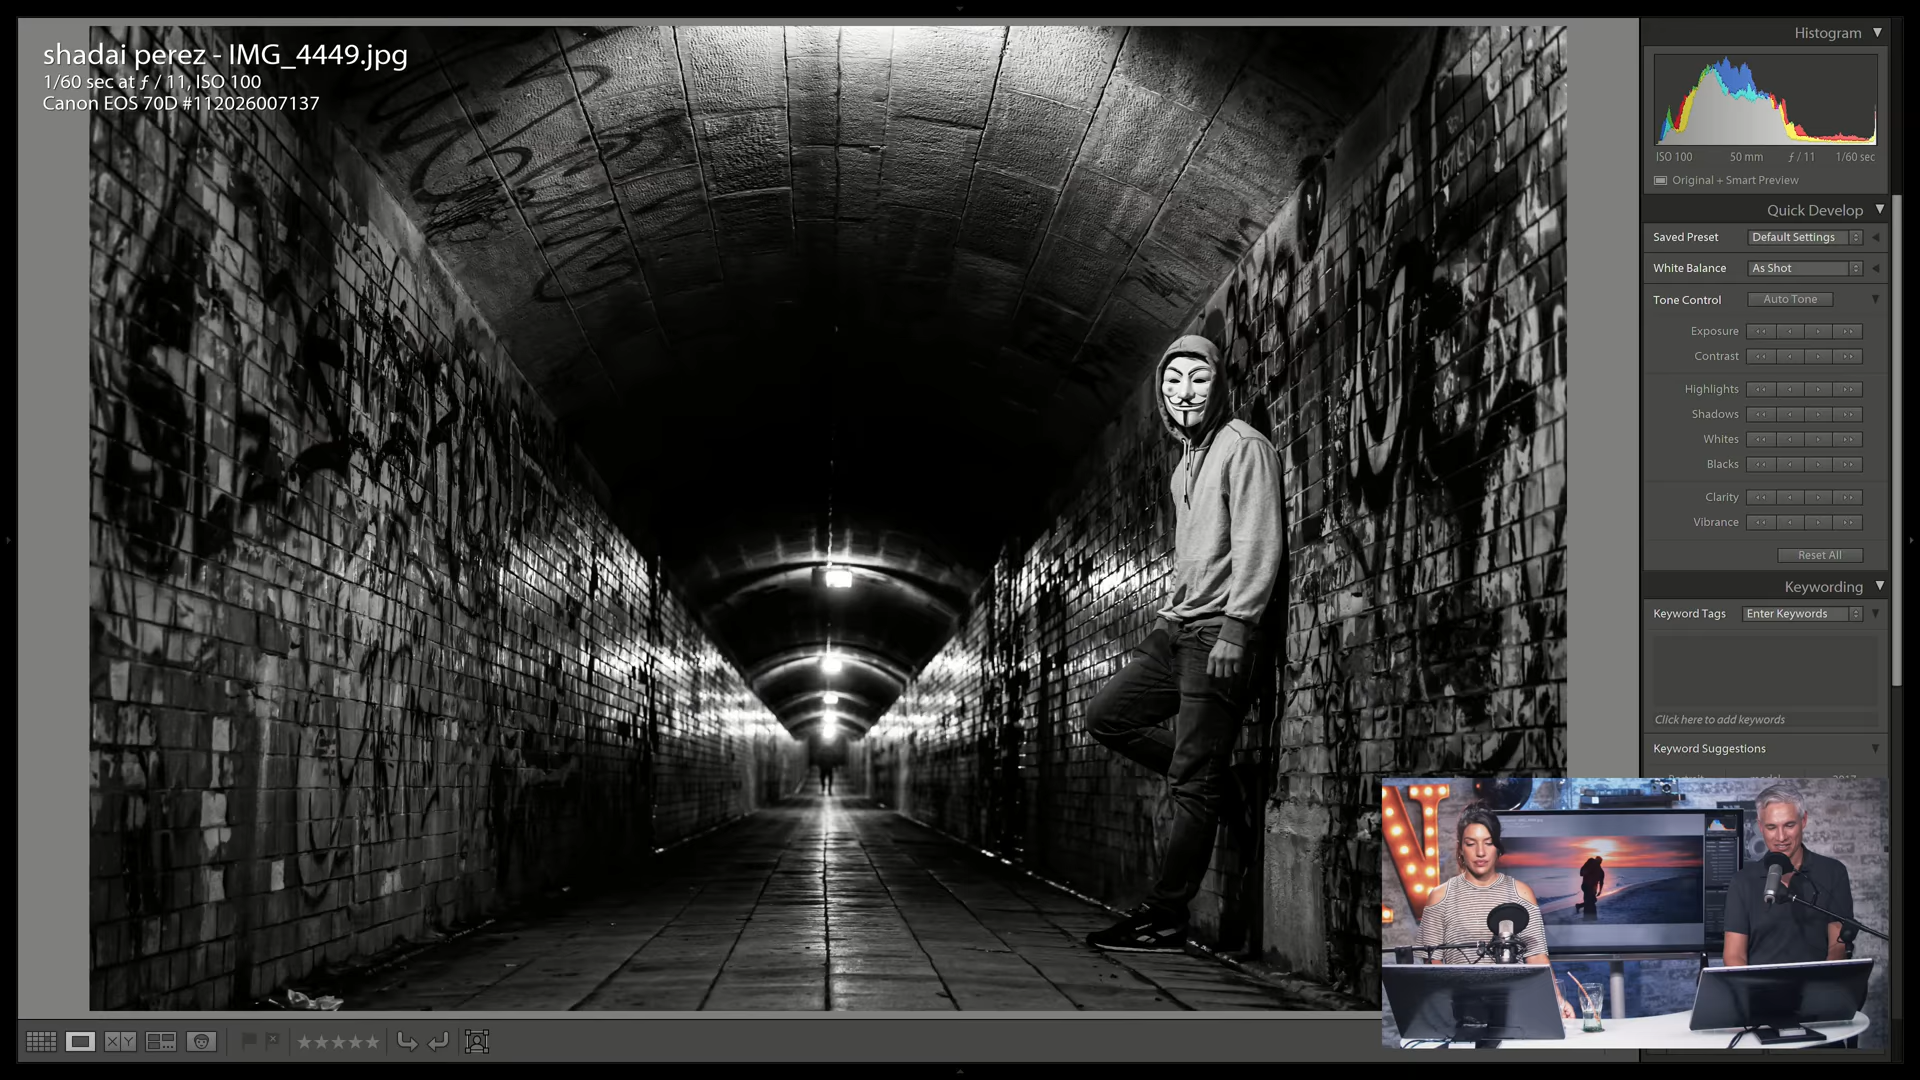 shadai perez - IMG_4449.jpg
1/60 sec at ƒ / 11, ISO 100
Canon EOS 70D #112026007137
Histogram
ISO 100 50 mm ƒ / 11 1/60 sec
Original + Smart Preview
Quick Develop
Saved Preset Default Settings
White Balance As Shot
Tone Control Auto Tone
Exposure
Contrast
Highlights
Shadows
Whites
Blacks
Clarity
Vibrance
Reset All
Keywording
Keyword Tags Enter Keywords
Click here to add keywords
Keyword Suggestions
X Y
N